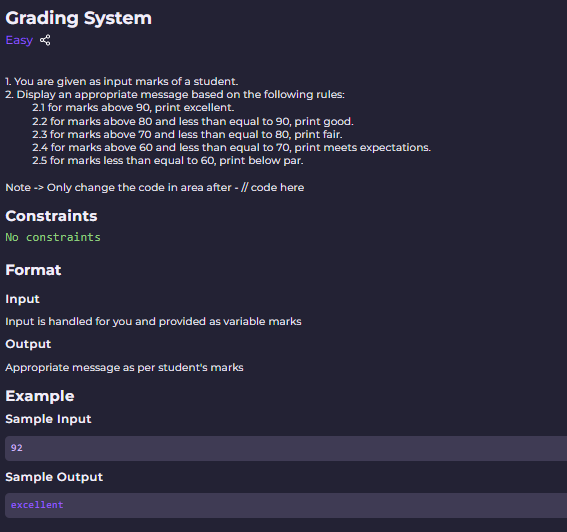 Grading System
Easy
1. You are given as input marks of a student.
2. Display an appropriate message based on the following rules:
2.1 for marks above 90, print excellent.
2.2 for marks above 80 and less than equal to 90, print good.
2.3 for marks above 70 and less than equal to 80, print fair.
2.4 for marks above 60 and less than equal to 70, print meets expectations.
2.5 for marks less than equal to 60, print below par.
Note -> Only change the code in area after - // code here
Constraints
No constraints
Format
Input
Input is handled for you and provided as variable marks
Output
Appropriate message as per student's marks
Example
Sample Input
92
Sample Output
excellent